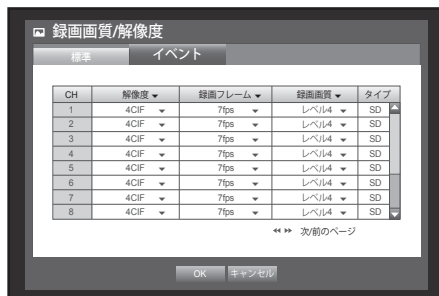 録画画質/解像度
標準 イベント
CH 解像度 録画フレーム 録画画質 タイプ
1 4CIF 7fps レベル4 SD
2 4CIF 7fps レベル4 SD
3 4CIF 7fps レベル4 SD
4 4CIF 7fps レベル4 SD
5 4CIF 7fps レベル4 SD
6 4CIF 7fps レベル4 SD
7 4CIF 7fps レベル4 SD
8 4CIF 7fps レベル4 SD
次/前のページ
OK キャンセル